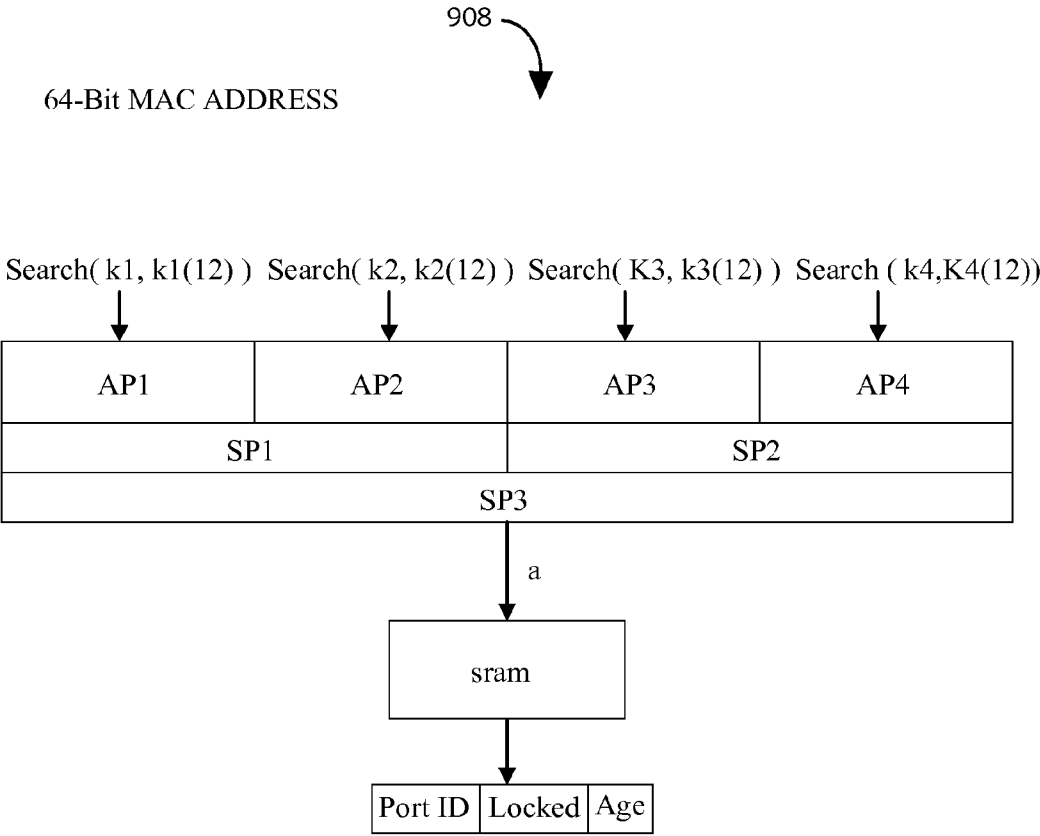 908
64-Bit MAC ADDRESS
Search( k1, k1(12) ) Search( k2, k2(12) ) Search( K3, k3(12) ) Search ( k4,K4(12))
AP1 AP2 AP3 AP4
SP1 SP2
SP3
a
sram
Port ID Locked Age